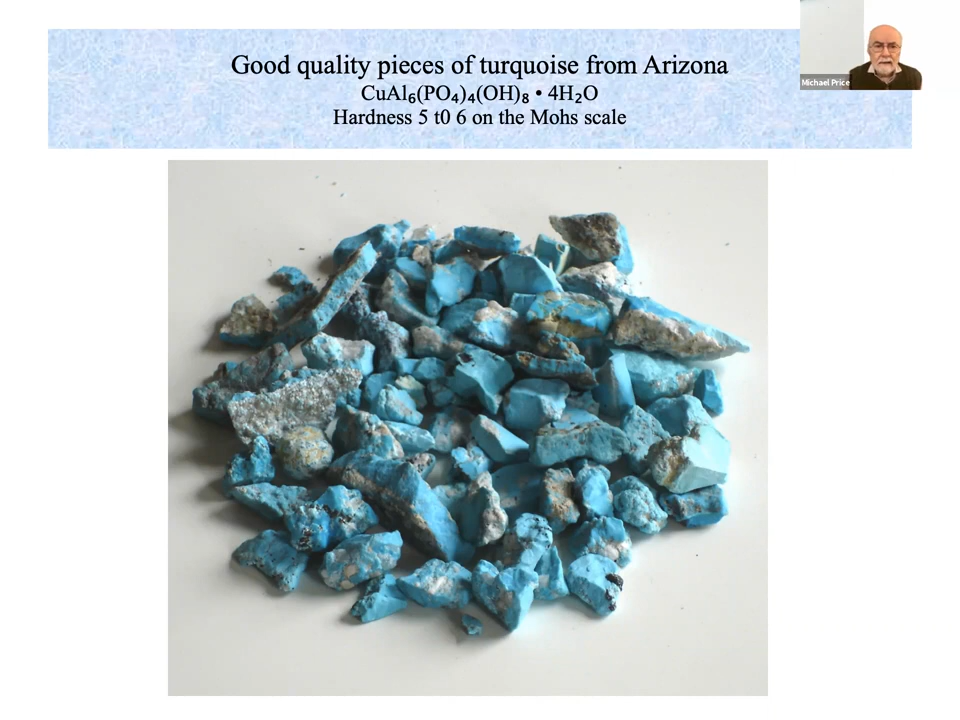 Good quality pieces of turquoise from Arizona
CuAl₆(PO₄)₄(OH)₈ • 4H₂O
Hardness 5 t0 6 on the Mohs scale
Michael Price